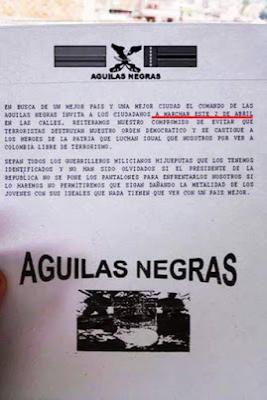 AGUILAS NEGRAS
EN BUSCA DE UN MEJOR PAIS Y UNA MEJOR CIUDAD EL COMANDO DE LAS
AGUILAS NEGRAS INVITA A LOS CIUDADANOS A MARCHAR ESTE 2 DE ABRIL
EN LAS CALLES, REITERAMOS NUESTRO COMPROMISO DE EVITAR QUE
TERRORISTAS DESTRUYAN NUESTRO ORDEN DEMOCRATICO Y SE CASTIGUE A
LOS HEROES DE LA PATRIA QUE LUCHAN IGUAL QUE NOSOTROS POR VER A
COLOMBIA LIBRE DE TERRORISMO.
SEPAN TODOS LOS GUERRILLEROS MILICIANOS HIJUEPUTAS QUE LOS TENEMOS
IDENTIFICADOS Y NO HAN SIDO OLVIDADOS SI EL PRESIDENTE DE LA
REPUBLICA NO SE PONE LOS PANTALONES PARA ENFRENTARLOS NOSOTROS SI
LO HAREMOS NO PERMITIREMOS QUE SIGAN DAÑANDO LA METALIDAD DE LOS
JOVENES CON SUS IDEALES QUE NADA TIENEN QUE VER CON UN PAIS MEJOR.
AGUILAS NEGRAS